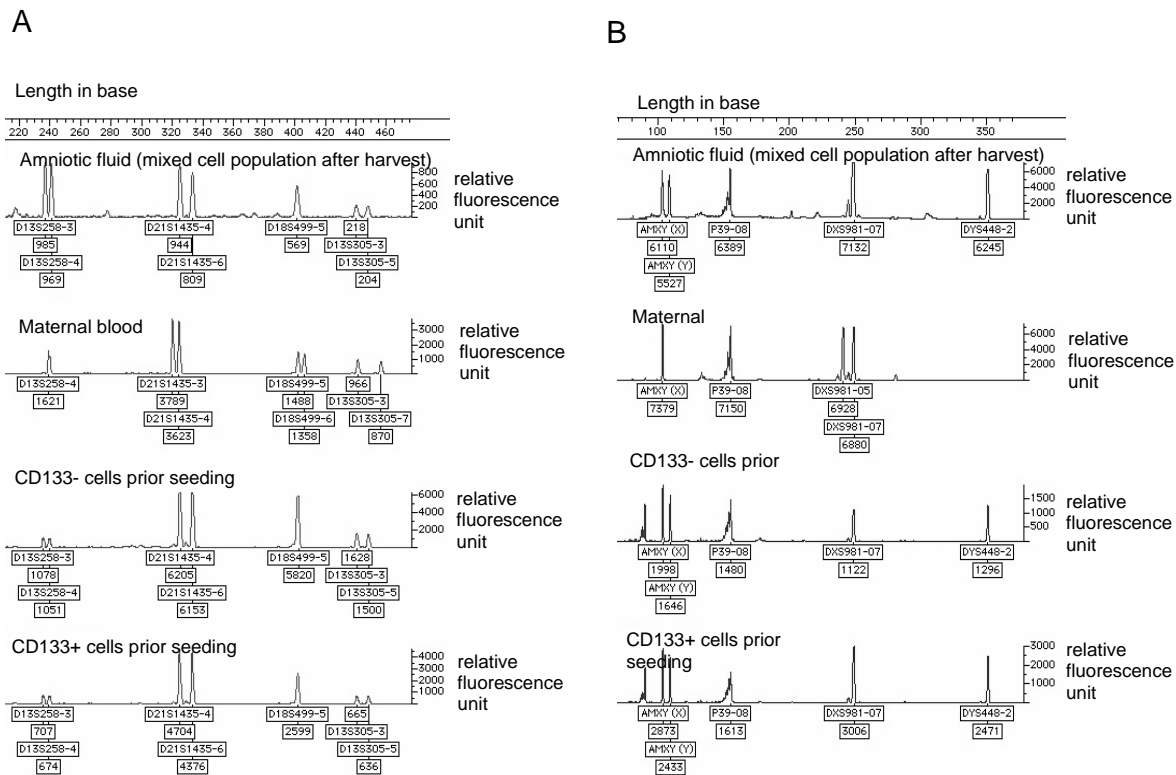 A
Length in base
220 240 260 280 300 320 340 360 380 400 420 440 460
Amniotic fluid (mixed cell population after harvest)
800
600
400
200
relative
fluorescence
unit
D13S258-3 D21S1435-4 D18S499-5 218
985 944 569 D13S305-3
D13S258-4 D21S1435-6 D13S305-5
969 809 204
Maternal blood
3000
2000
1000
relative
fluorescence
unit
D13S258-4 D21S1435-3 D18S499-5 966
1621 3789 1488 D13S305-3
D21S1435-4 D18S499-6 D13S305-7
3623 1358 870
CD133- cells prior seeding
6000
4000
2000
relative
fluorescence
unit
D13S258-3 D21S1435-4 D18S499-5 1628
1078 6205 5820 D13S305-3
D13S258-4 D21S1435-6 D13S305-5
1051 6153 1500
CD133+ cells prior seeding
4000
3000
2000
1000
relative
fluorescence
unit
D13S258-3 D21S1435-4 D18S499-5 665
707 4704 2599 D13S305-3
D13S258-4 D21S1435-6 D13S305-5
674 4376 636
B
Length in base
100 150 200 250 300 350
Amniotic fluid (mixed cell population after harvest)
6000
4000
2000
relative
fluorescence
unit
AMXY (X) P39-08 DXS981-07 DYS448-2
6110 6389 7132 6245
AMXY (Y)
5527
Maternal
6000
4000
2000
relative
fluorescence
unit
AMXY (X) P39-08 DXS981-05
7379 7150 6928
DXS981-07
6880
CD133- cells prior
1500
1000
500
relative
fluorescence
unit
AMXY (X) P39-08 DXS981-07 DYS448-2
1998 1480 1122 1296
AMXY (Y)
1646
CD133+ cells prior
seeding
3000
2000
1000
relative
fluorescence
unit
AMXY (X) P39-08 DXS981-07 DYS448-2
2873 1613 3006 2471
AMXY (Y)
2433